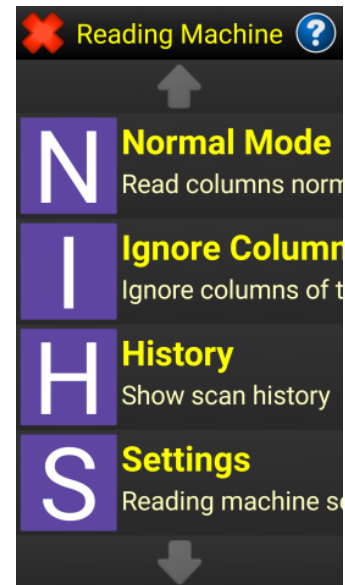 Reading Machine ?
N
Normal Mode
Read columns norm
I
Ignore Column
Ignore columns of t
H
History
Show scan history
S
Settings
Reading machine se